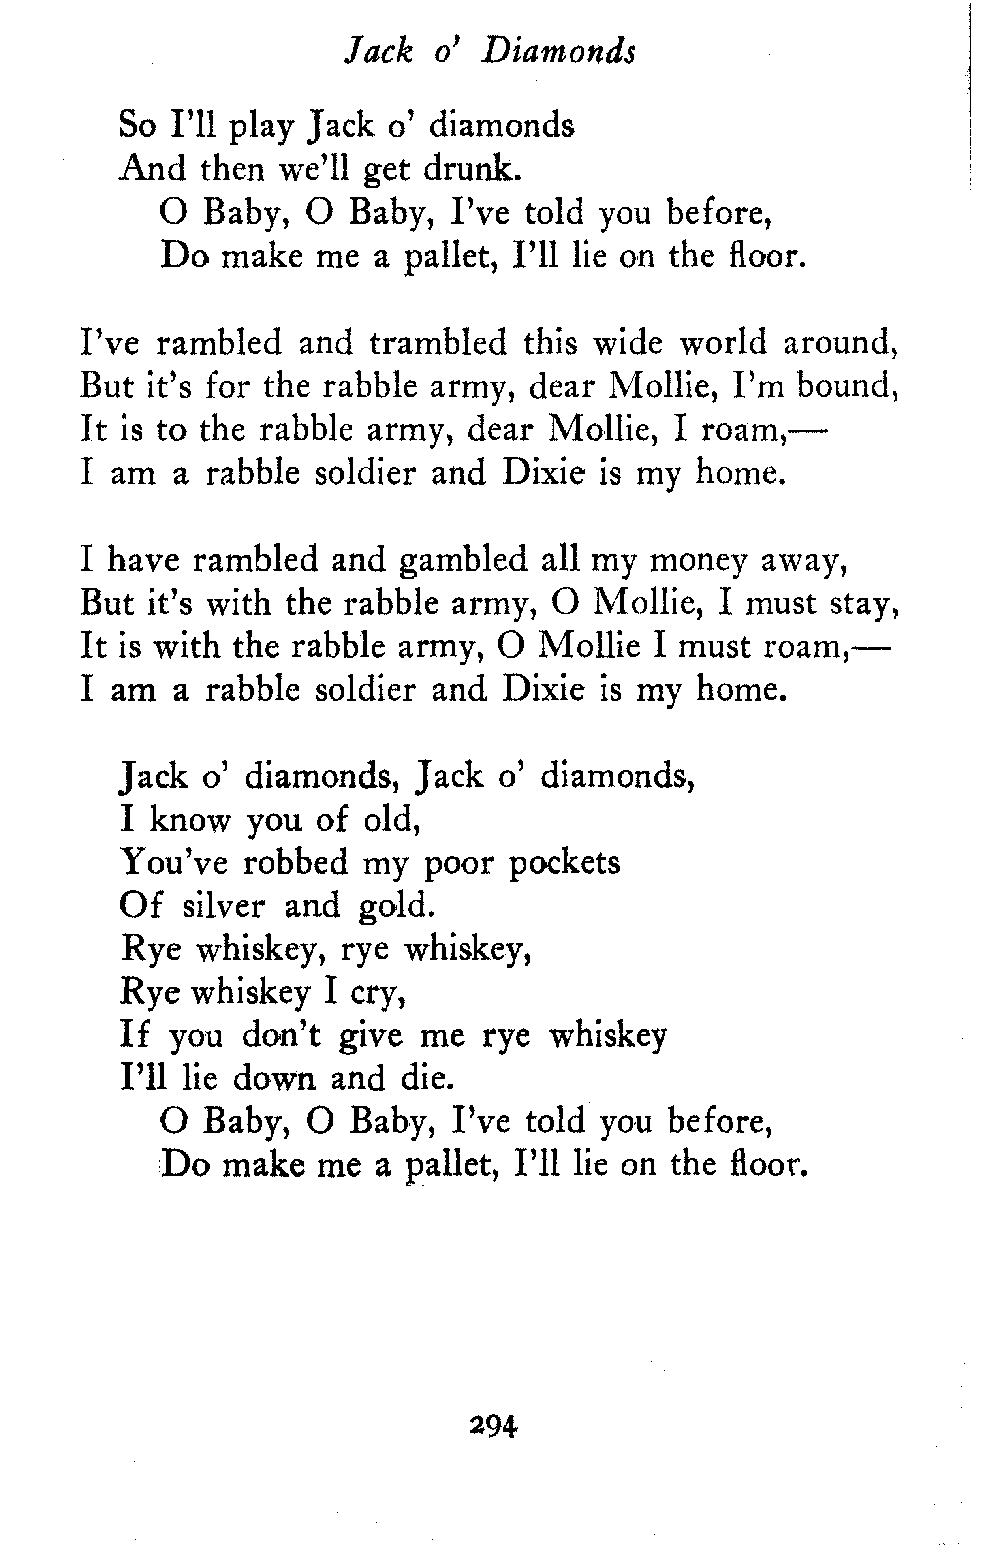 Jack o' Diamonds
So I'll play Jack o' diamonds
And then we'll get drunk.
O Baby, O Baby, I've told you before,
Do make me a pallet, I'll lie on the floor.
I've rambled and trambled this wide world around,
But it's for the rabble army, dear Mollie, I'm bound,
It is to the rabble army, dear Mollie, I roam,—
I am a rabble soldier and Dixie is my home.
I have rambled and gambled all my money away,
But it's with the rabble army, O Mollie, I must stay,
It is with the rabble army, O Mollie I must roam,—
I am a rabble soldier and Dixie is my home.
Jack o' diamonds, Jack o' diamonds,
I know you of old,
You've robbed my poor pockets
Of silver and gold.
Rye whiskey, rye whiskey,
Rye whiskey I cry,
If you don't give me rye whiskey
I'll lie down and die.
O Baby, O Baby, I've told you before,
Do make me a pallet, I'll lie on the floor.
294